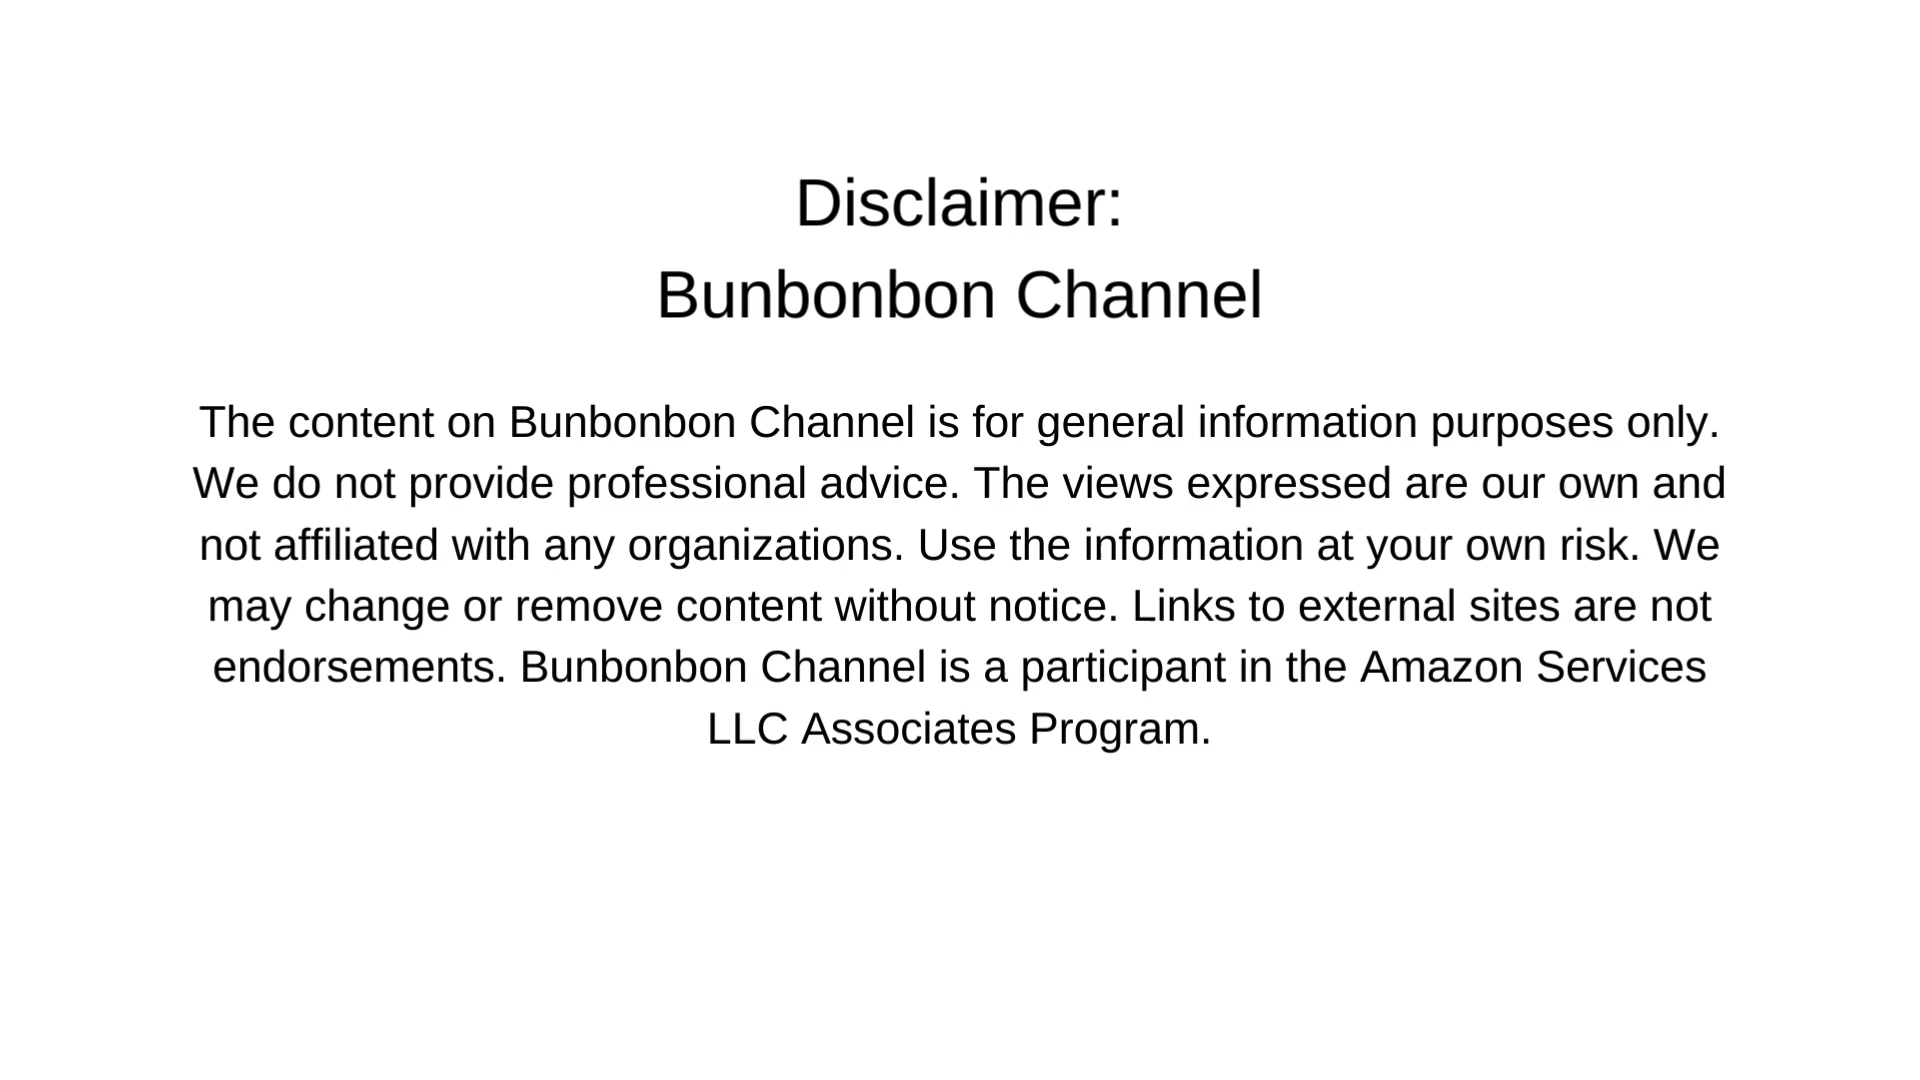 Disclaimer:
Bunbonbon Channel
The content on Bunbonbon Channel is for general information purposes only.
We do not provide professional advice. The views expressed are our own and
not affiliated with any organizations. Use the information at your own risk. We
may change or remove content without notice. Links to external sites are not
endorsements. Bunbonbon Channel is a participant in the Amazon Services
LLC Associates Program.